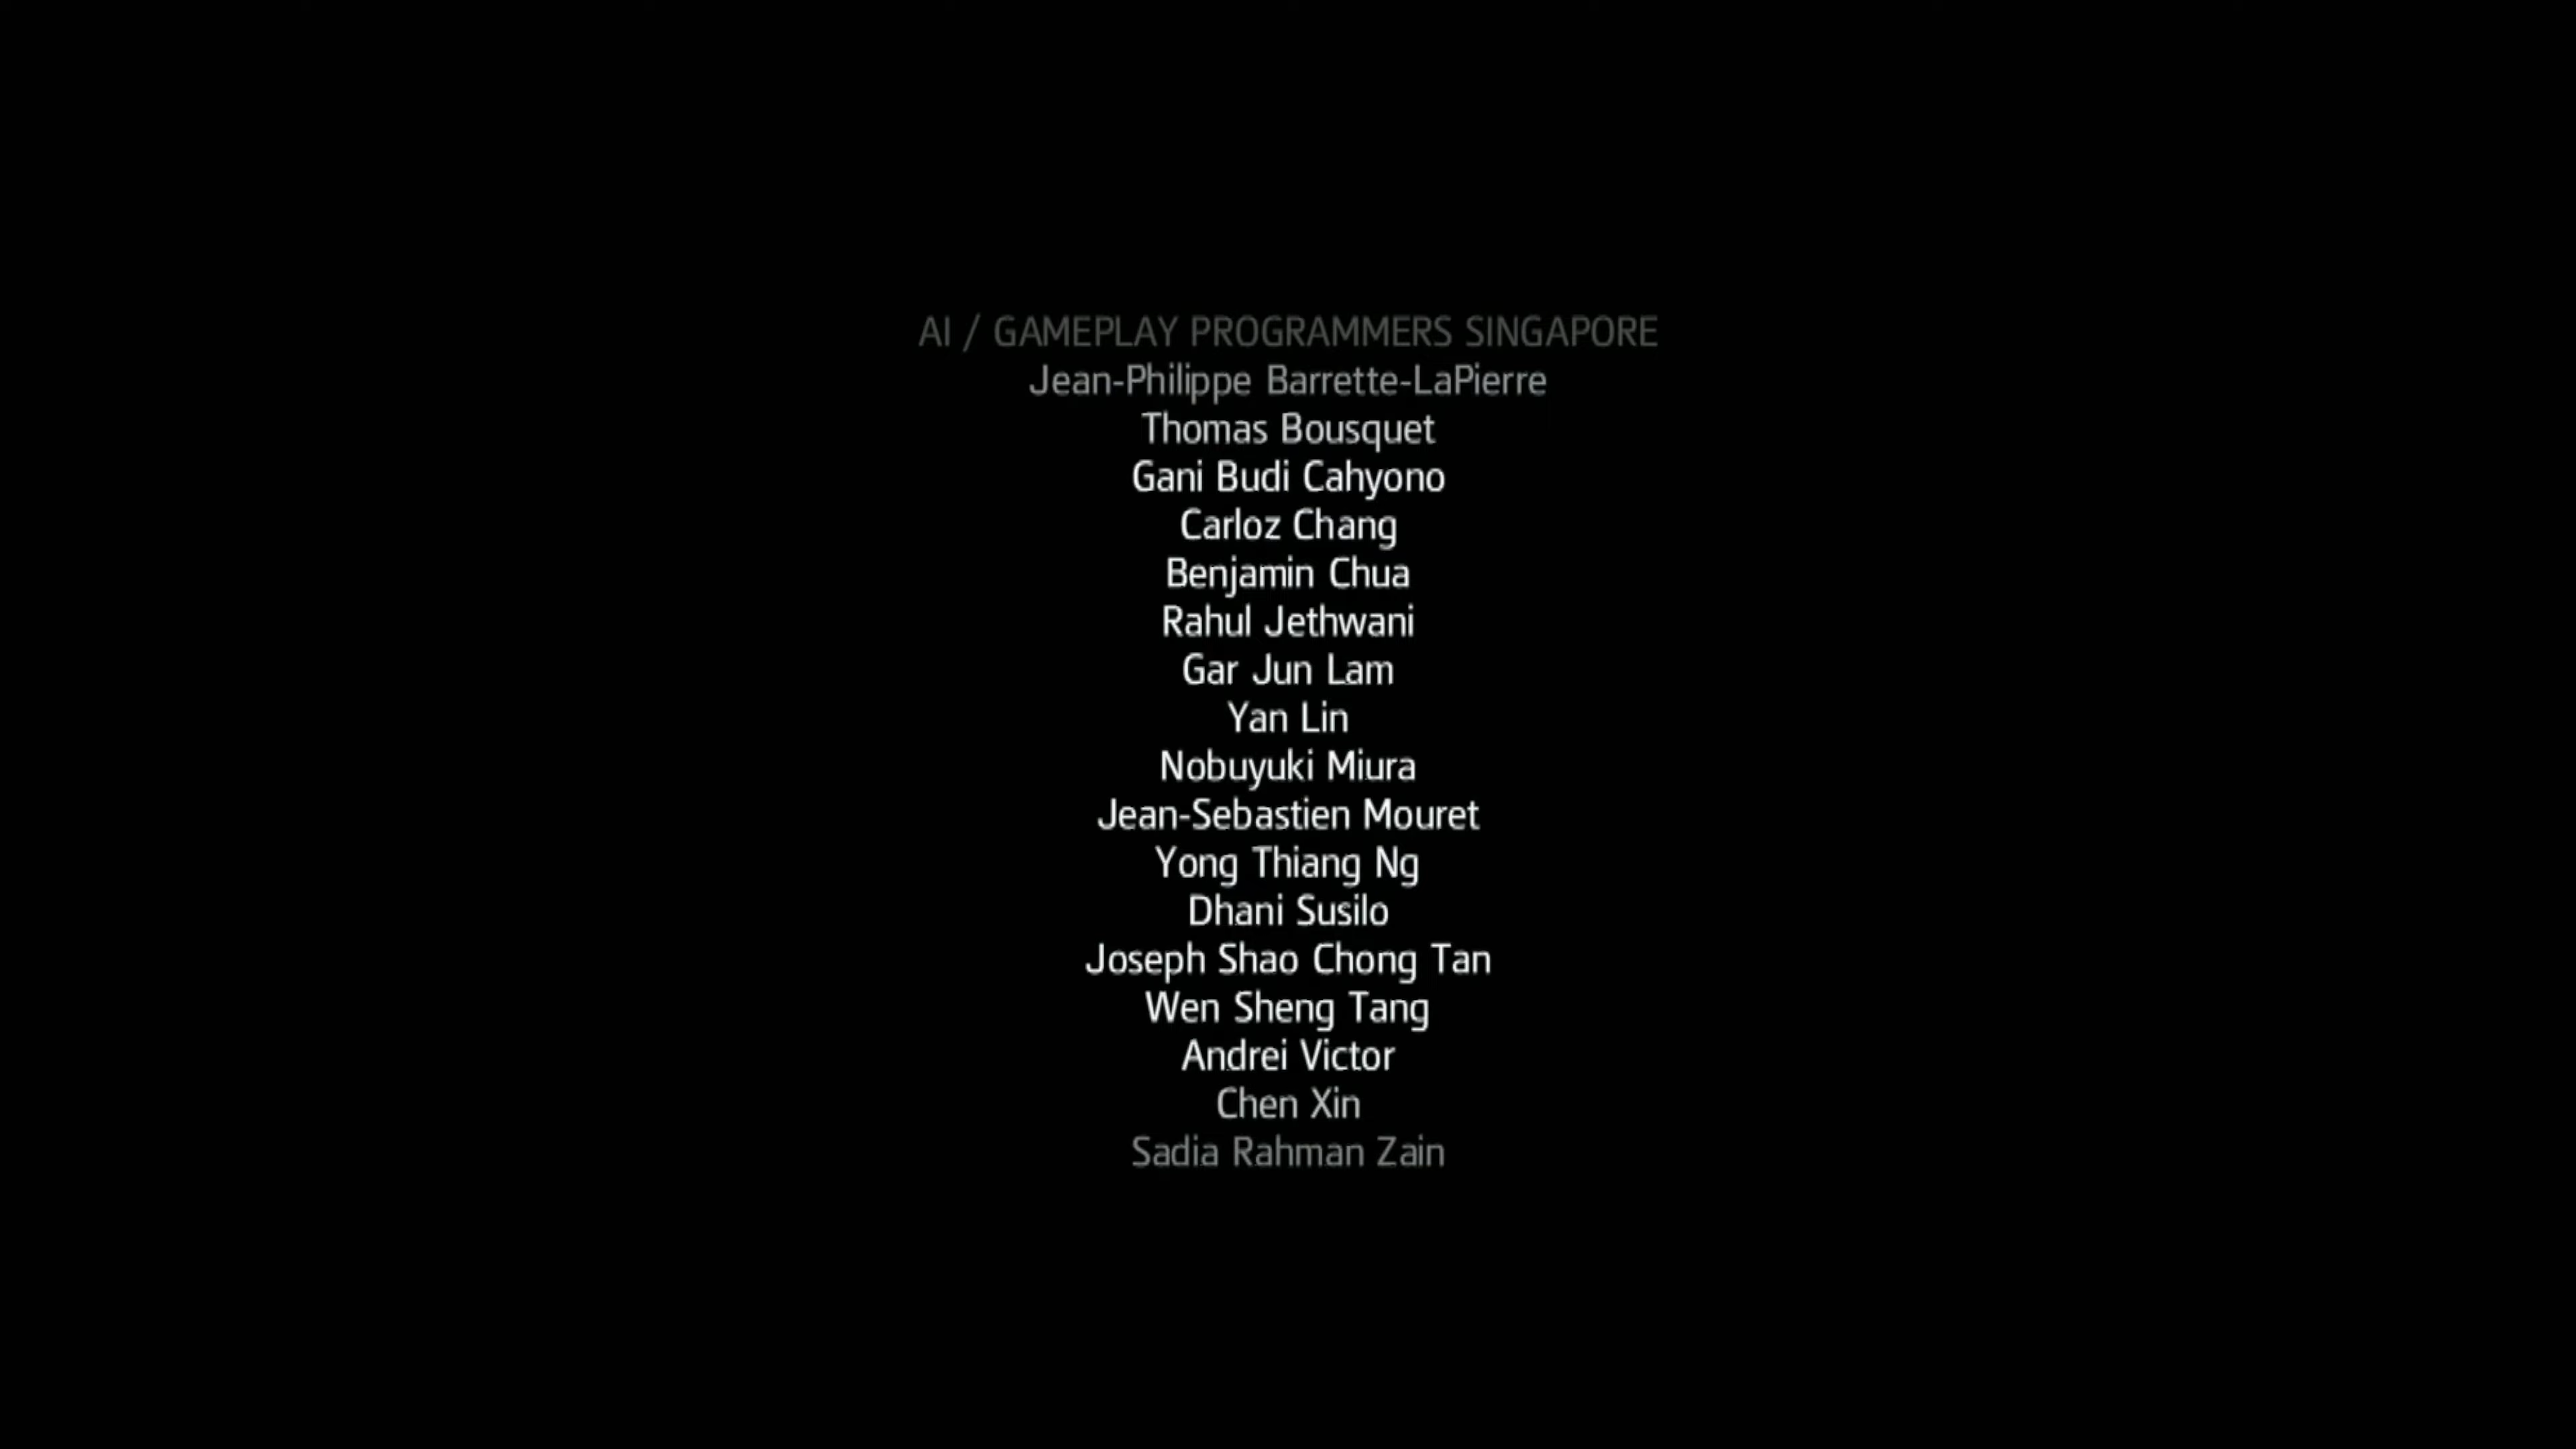 AI / GAMEPLAY PROGRAMMERS SINGAPORE
Jean-Philippe Barrette-LaPierre
Thomas Bousquet
Gani Budi Cahyono
Carloz Chang
Benjamin Chua
Rahul Jethwani
Gar Jun Lam
Yan Lin
Nobuyuki Miura
Jean-Sebastien Mouret
Yong Thiang Ng
Dhani Susilo
Joseph Shao Chong Tan
Wen Sheng Tang
Andrei Victor
Chen Xin
Sadia Rahman Zain